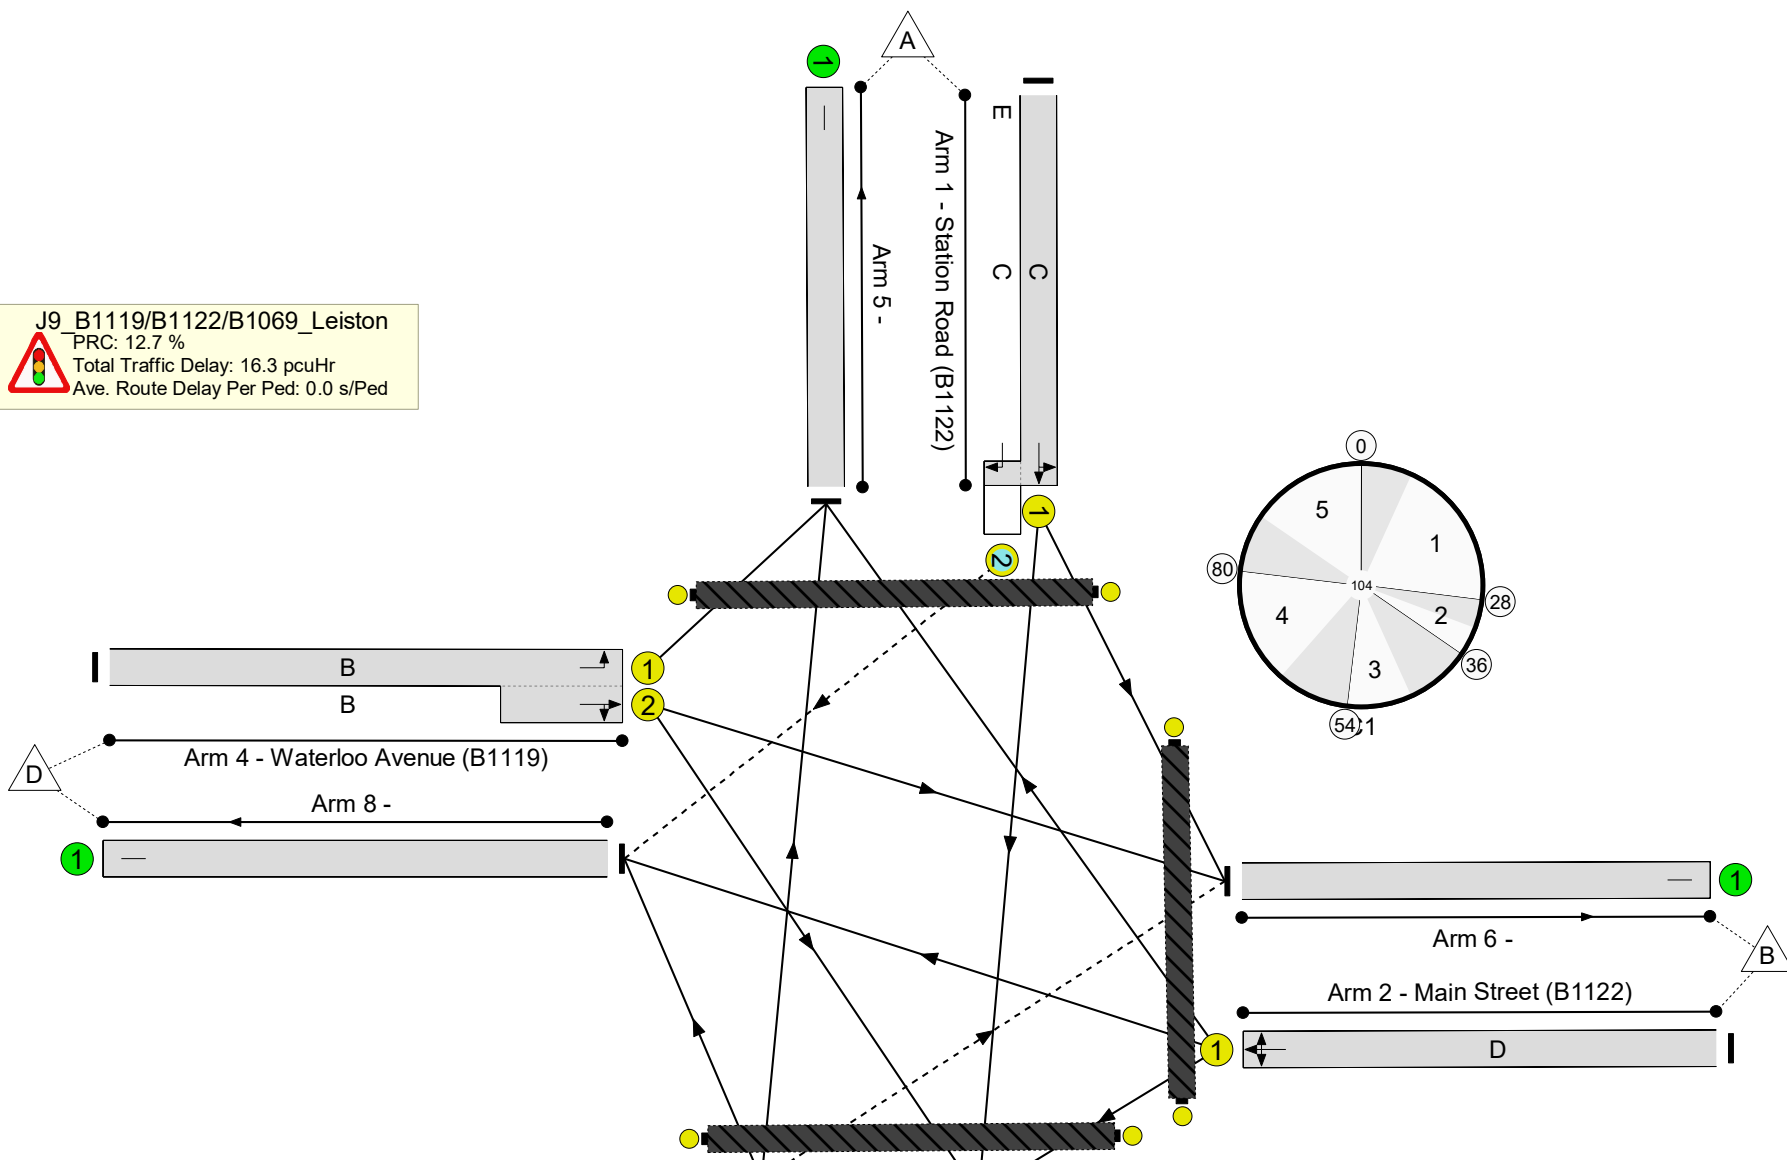 A
1
E
C
C
Arm 1 - Station Road (B1122)
Arm 5 -
J9_B1119/B1122/B1069_Leiston
PRC: 12.7 %
Total Traffic Delay: 16.3 pcuHr
Ave. Route Delay Per Ped: 0.0 s/Ped
1
2
0
5
1
80
104
28
4
2
3
36
54
1
B
1
B
2
Arm 4 - Waterloo Avenue (B1119)
D
Arm 8 -
1
1
Arm 6 -
B
Arm 2 - Main Street (B1122)
1
D